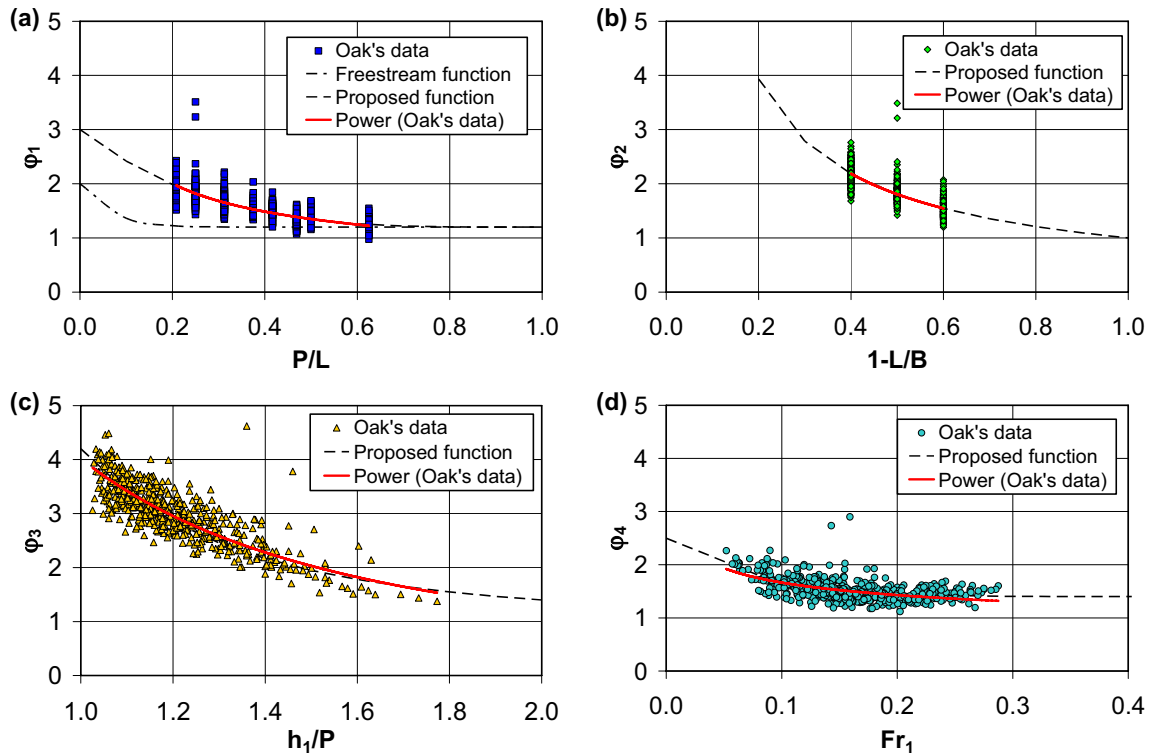 (a)
5
4
3
2
1
0
φ1
Oak's data
Freestream function
Proposed function
Power (Oak's data)
0.0 0.2 0.4 0.6 0.8 1.0
P/L
(b)
5
4
3
2
1
0
φ2
Oak's data
Proposed function
Power (Oak's data)
0.0 0.2 0.4 0.6 0.8 1.0
1-L/B
(c)
5
4
3
2
1
0
φ3
Oak's data
Proposed function
Power (Oak's data)
1.0 1.2 1.4 1.6 1.8 2.0
h1/P
(d)
5
4
3
2
1
0
φ4
Oak's data
Proposed function
Power (Oak's data)
0.0 0.1 0.2 0.3 0.4
Fr1